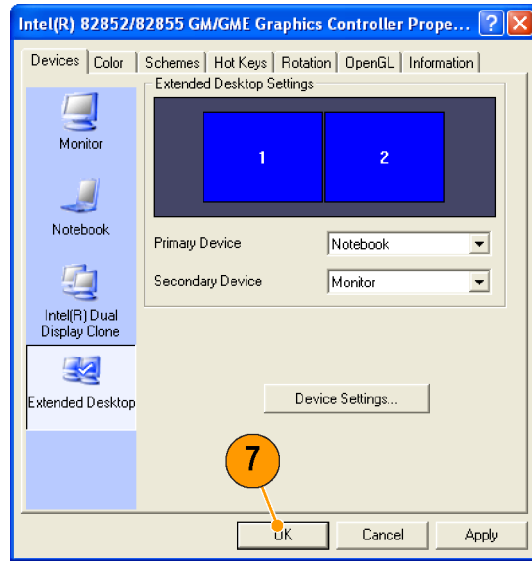 Intel(R) 82852/82855 GM/GME Graphics Controller Prope...
Devices Color Schemes Hot Keys Rotation OpenGL Information
Extended Desktop Settings
Monitor
1 2
Notebook
Primary Device Notebook
Secondary Device Monitor
Intel(R) Dual
Display Clone
Extended Desktop
Device Settings...
7
OK Cancel Apply